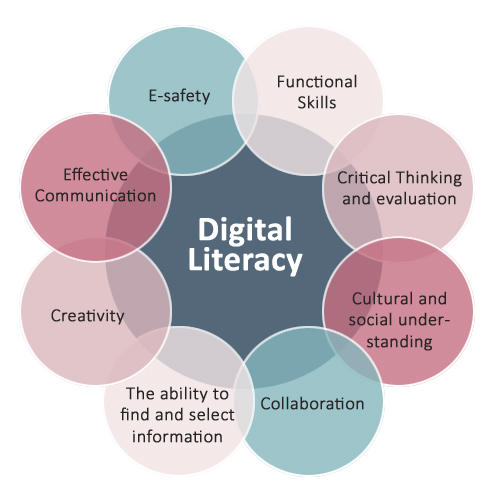 E-safety
Functional
Skills
Critical Thinking
and evaluation
Cultural and
social under-
standing
Collaboration
The ability to
find and select
information
Creativity
Effective
Communication
Digital
Literacy